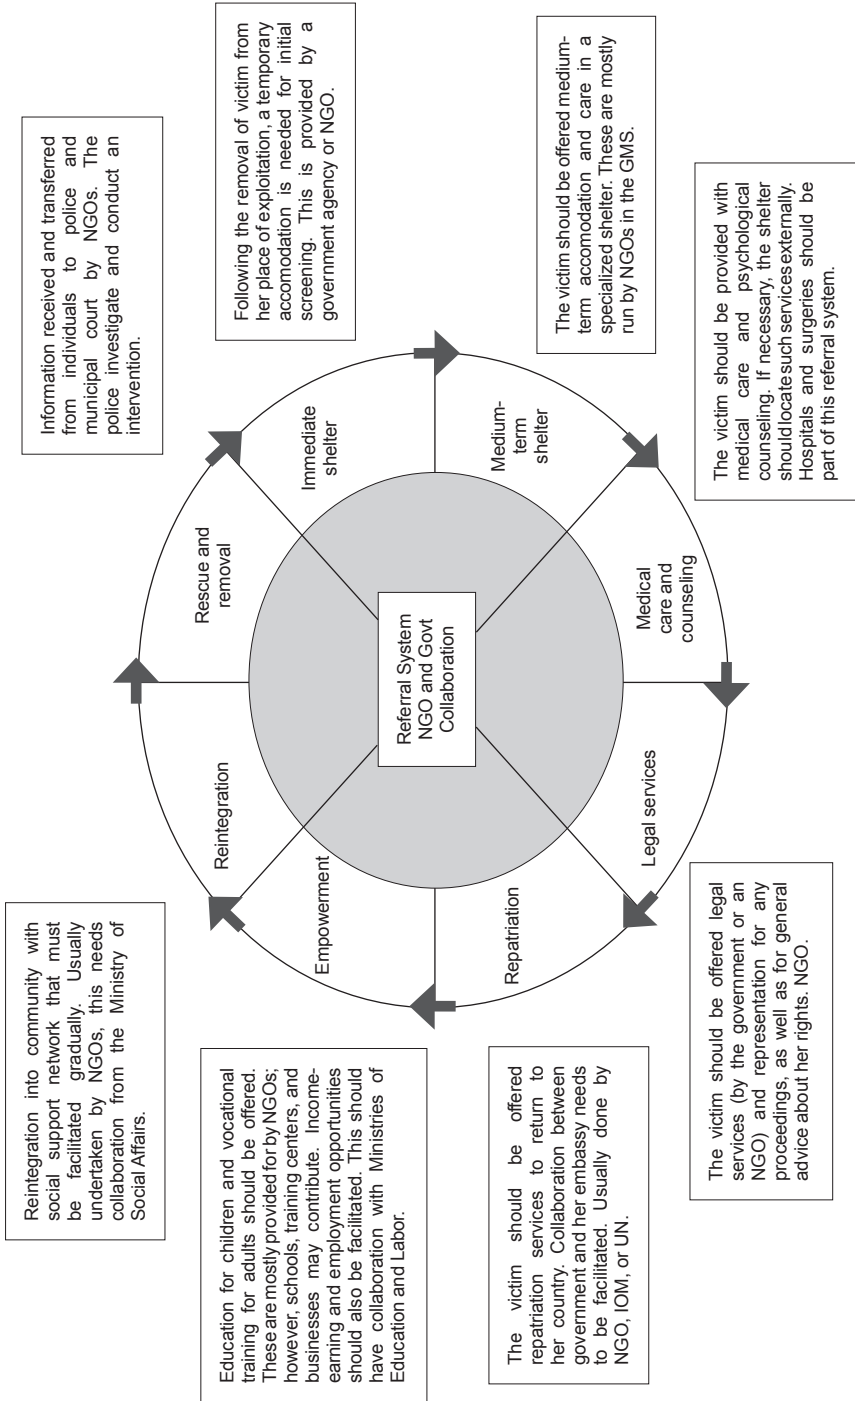 Information received and transferred
from individuals to police and
municipal court by NGOs. The
police investigate and conduct an
intervention.
Following the removal of victim from
her place of exploitation, a temporary
accomodation is needed for initial
screening. This is provided by a
government agency or NGO.
The victim should be offered medium-
term accomodation and care in a
specialized shelter. These are mostly
run by NGOs in the GMS.
The victim should be provided with
medical care and psychological
counseling. If necessary, the shelter
should locate such services externally.
Hospitals and surgeries should be
part of this referral system.
Rescue and
removal
Immediate
shelter
Medium-
term
shelter
Medical
care and
counseling
Referral System
NGO and Govt
Collaboration
Reintegration
Empowerment
Repatriation
Legal services
Reintegration into community with
social support network that must
be facilitated gradually. Usually
undertaken by NGOs, this needs
collaboration from the Ministry of
Social Affairs.
Education for children and vocational
training for adults should be offered.
These are mostly provided for by NGOs;
however, schools, training centers, and
businesses may contribute. Income-
earning and employment opportunities
should also be facilitated. This should
have collaboration with Ministries of
Education and Labor.
The victim should be offered
repatriation services to return to
her country. Collaboration between
government and her embassy needs
to be facilitated. Usually done by
NGO, IOM, or UN.
The victim should be offered legal
services (by the government or an
NGO) and representation for any
proceedings, as well as for general
advice about her rights. NGO.